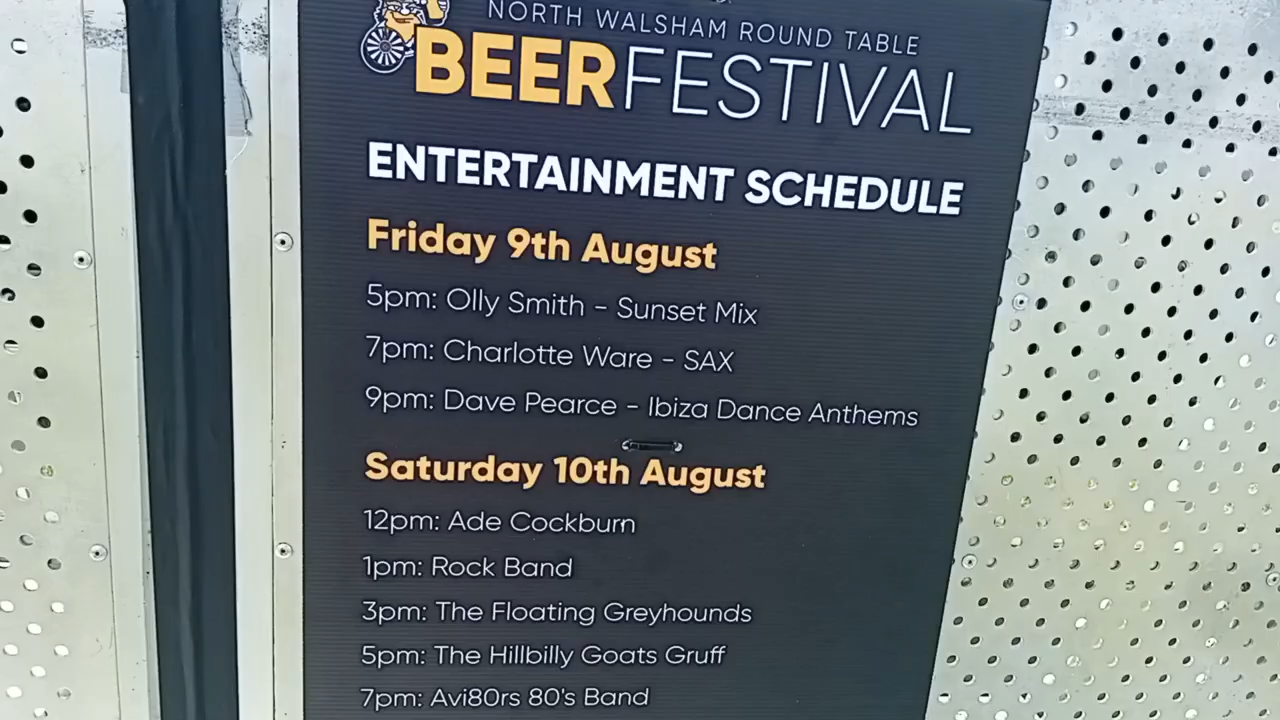 NORTH WALSHAM ROUND TABLE
BEERFESTIVAL
ENTERTAINMENT SCHEDULE
Friday 9th August
5pm: Olly Smith – Sunset Mix
7pm: Charlotte Ware – SAX
9pm: Dave Pearce – Ibiza Dance Anthems
Saturday 10th August
12pm: Ade Cockburn
1pm: Rock Band
3pm: The Floating Greyhounds
5pm: The Hillbilly Goats Gruff
7pm: Avi80rs 80's Band